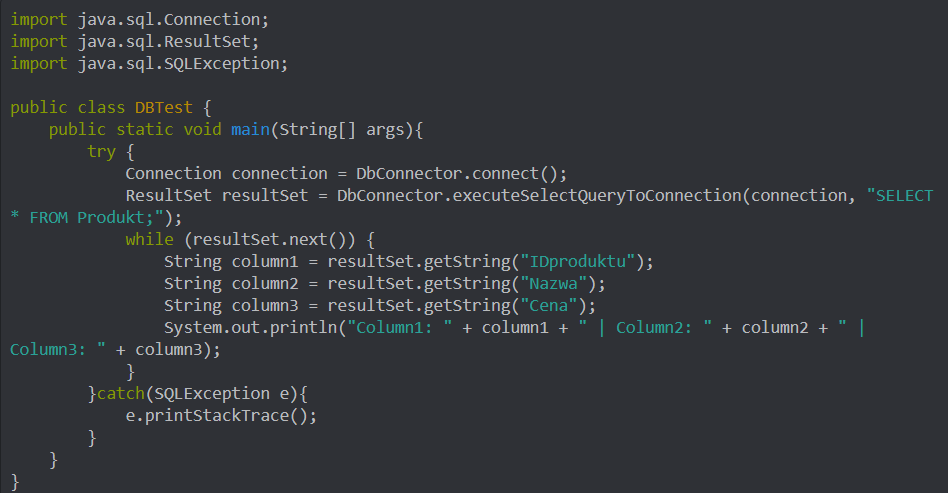 import java.sql.Connection;
import java.sql.ResultSet;
import java.sql.SQLException;

public class DBTest {
    public static void main(String[] args){
        try {
            Connection connection = DbConnector.connect();
            ResultSet resultSet = DbConnector.executeSelectQueryToConnection(connection, "SELECT
* FROM Produkt;");
            while (resultSet.next()) {
                String column1 = resultSet.getString("IDproduktu");
                String column2 = resultSet.getString("Nazwa");
                String column3 = resultSet.getString("Cena");
                System.out.println("Column1: " + column1 + " | Column2: " + column2 + " |
Column3: " + column3);
            }
        }catch(SQLException e){
            e.printStackTrace();
        }
    }
}